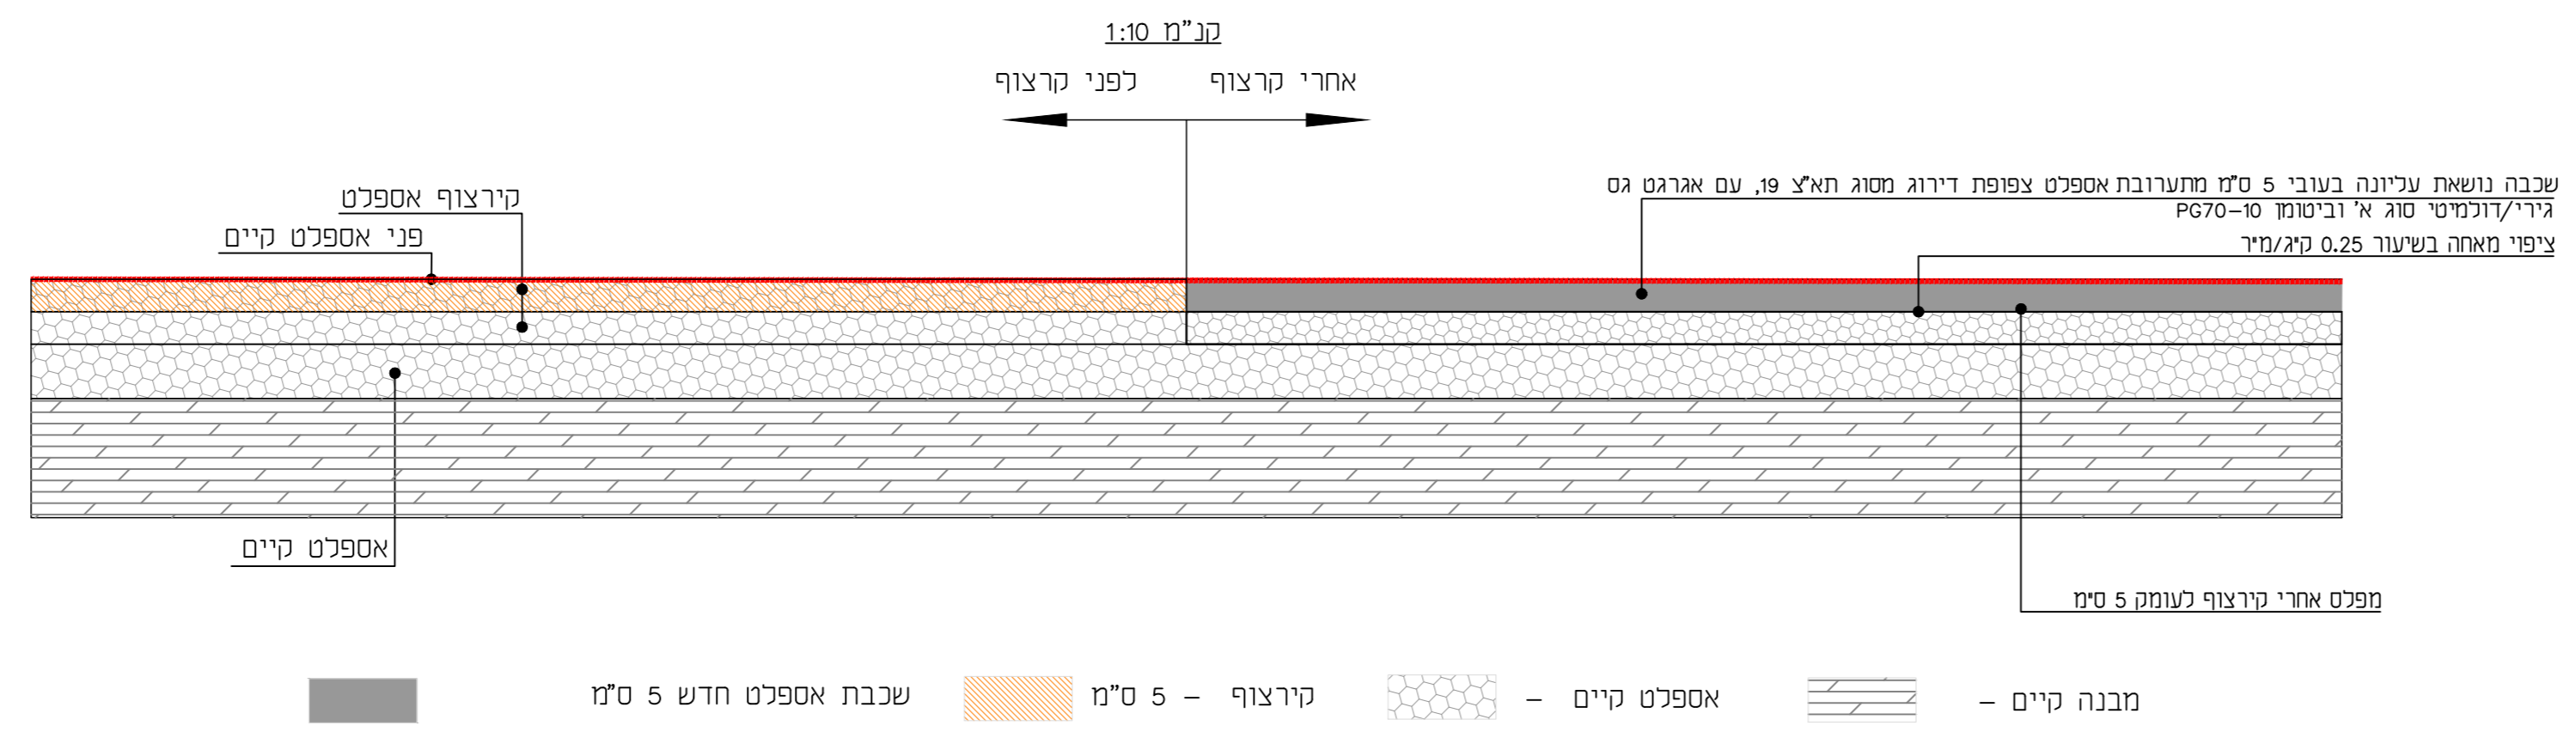 קנ"מ 1:10
אחרי קרצוף
לפני קרצוף
שכבה נושאת עליונה בעובי 5 ס"מ מתערובת אספלט צפופת דירוג מסוג תא"צ 19, עם אגרגט גס
גירי/דולמיטי סוג א' וביטומן PG70-10
ציפוי מאחה בשיעור 0.25 ק"ג/מ"ר
קירצוף אספלט
פני אספלט קיים
אספלט קיים
מפלס אחרי קירצוף לעומק 5 ס"מ
מבנה קיים -
אספלט קיים -
קירצוף - 5 ס"מ
שכבת אספלט חדש 5 ס"מ